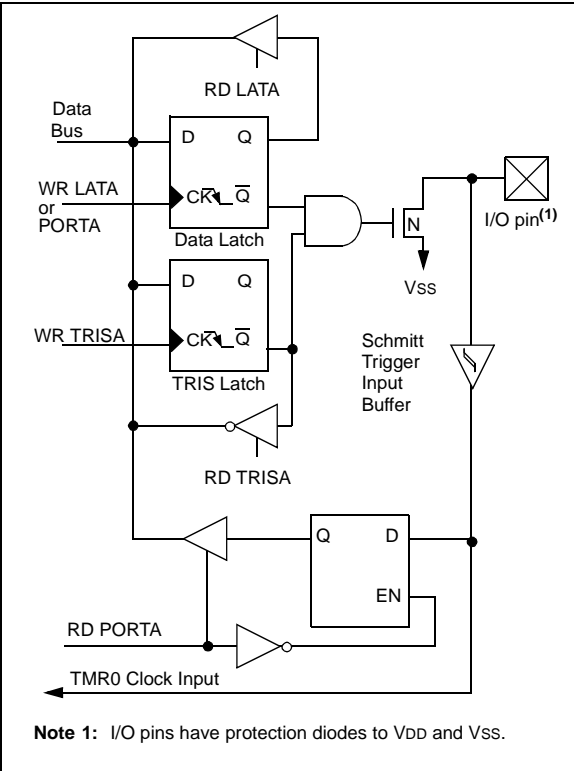 RD LATA
Data
Bus
D Q
WR LATA
or
PORTA
CK Q
Data Latch
N
I/O pin(1)
VSS
D Q
WR TRISA
CK Q
TRIS Latch
Schmitt
Trigger
Input
Buffer
RD TRISA
Q D
EN
RD PORTA
TMR0 Clock Input
Note 1: I/O pins have protection diodes to VDD and VSS.